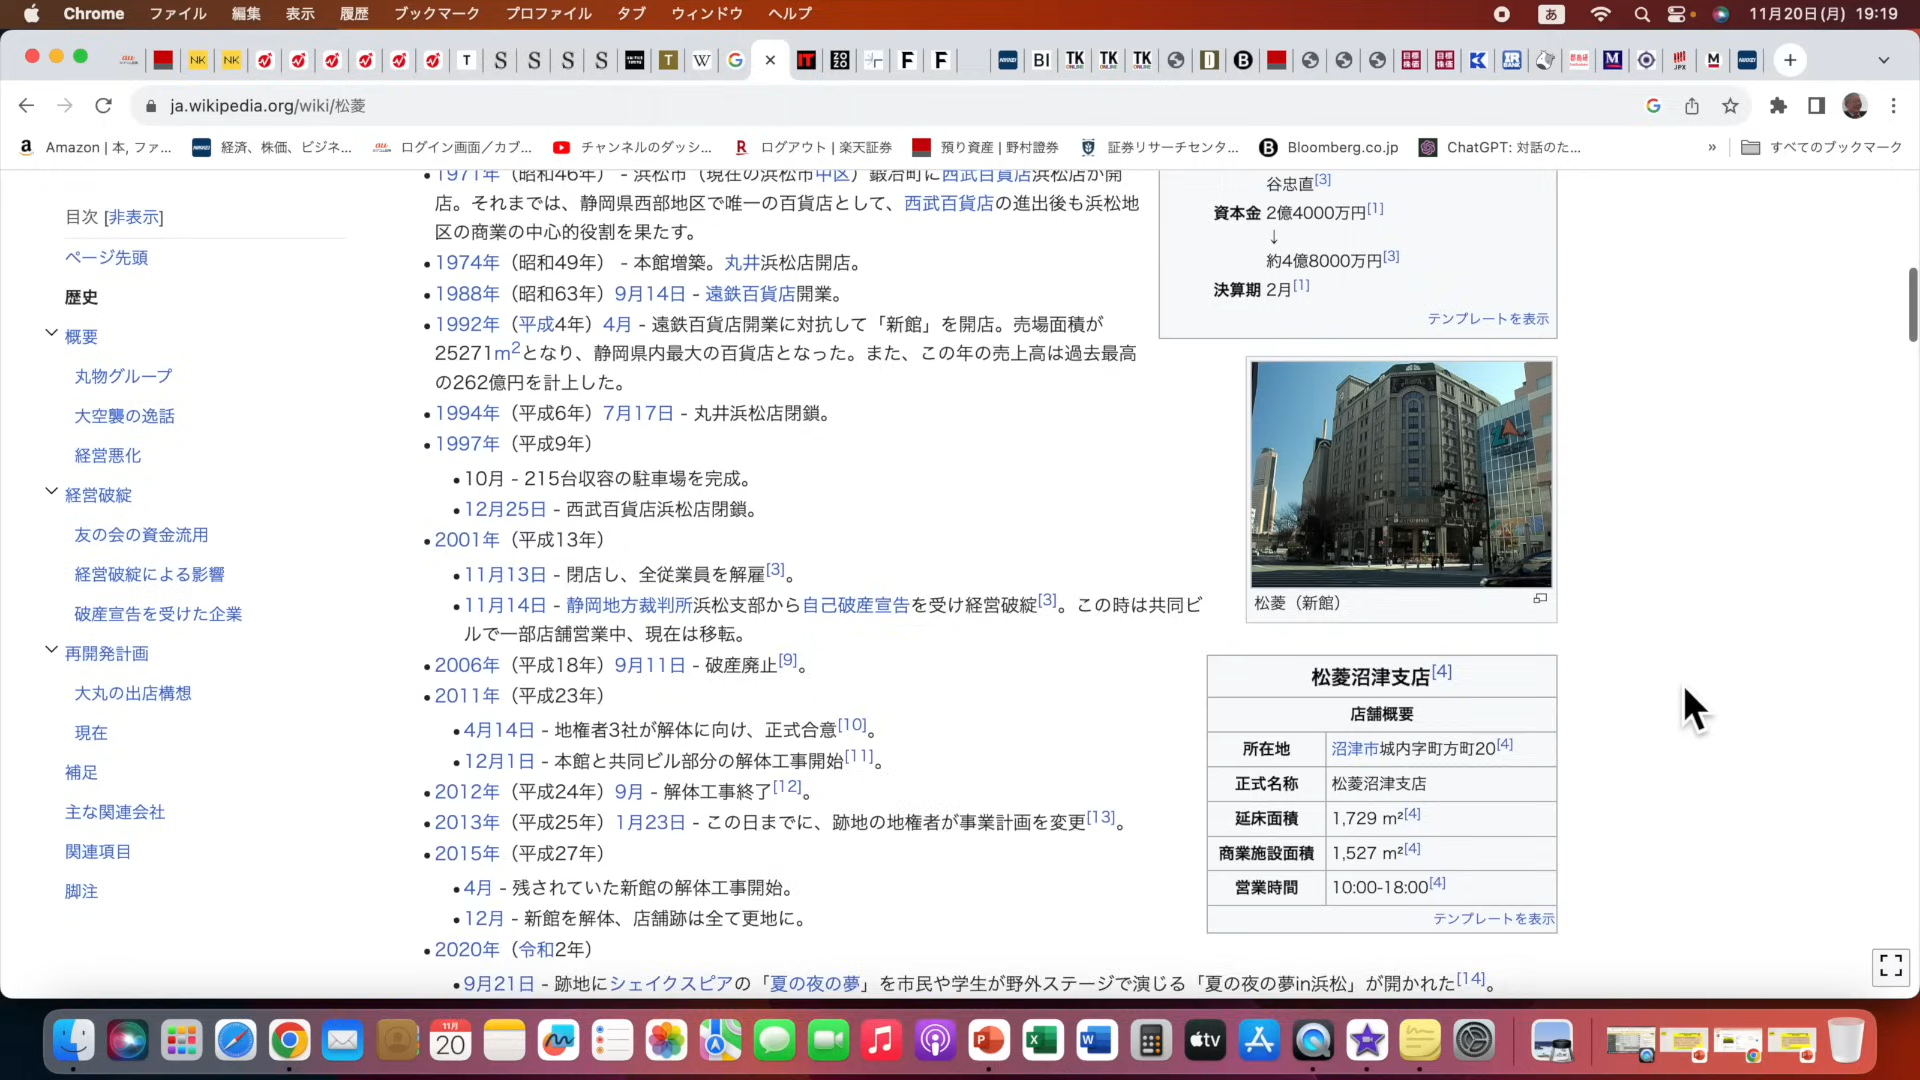 Chrome ファイル 編集 表示 履歴 ブックマーク プロファイル タブ ウィンドウ ヘルプ
あ 11月20日(月) 19:19
ja.wikipedia.org/wiki/松菱
Amazon | 本, ファ... 経済、株価、ビジネ... ログイン画面／カブ... チャンネルのダッシ... ログアウト | 楽天証券 預り資産 | 野村證券 証券リサーチセンタ... Bloomberg.co.jp ChatGPT: 対話のた... » すべてのブックマーク
目次 [非表示]
ページ先頭
歴史
概要
丸物グループ
大空襲の逸話
経営悪化
経営破綻
友の会の資金流用
経営破綻による影響
破産宣告を受けた企業
再開発計画
大丸の出店構想
現在
補足
主な関連会社
関連項目
脚注
1971年（昭和46年） - 浜松市（現在の浜松市中区）鍛冶町に西武百貨店浜松店が開
店。それまでは、静岡県西部地区で唯一の百貨店として、西武百貨店の進出後も浜松地
区の商業の中心的役割を果たす。
1974年（昭和49年） - 本館増築。丸井浜松店開店。
1988年（昭和63年）9月14日 - 遠鉄百貨店開業。
1992年（平成4年）4月 - 遠鉄百貨店開業に対抗して「新館」を開店。売場面積が
25271m2となり、静岡県内最大の百貨店となった。また、この年の売上高は過去最高
の262億円を計上した。
1994年（平成6年）7月17日 - 丸井浜松店閉鎖。
1997年（平成9年）
10月 - 215台収容の駐車場を完成。
12月25日 - 西武百貨店浜松店閉鎖。
2001年（平成13年）
11月13日 - 閉店し、全従業員を解雇[3]。
11月14日 - 静岡地方裁判所浜松支部から自己破産宣告を受け経営破綻[3]。この時は共同ビ
ルで一部店舗営業中、現在は移転。
2006年（平成18年）9月11日 - 破産廃止[9]。
2011年（平成23年）
4月14日 - 地権者3社が解体に向け、正式合意[10]。
12月1日 - 本館と共同ビル部分の解体工事開始[11]。
2012年（平成24年）9月 - 解体工事終了[12]。
2013年（平成25年）1月23日 - この日までに、跡地の地権者が事業計画を変更[13]。
2015年（平成27年）
4月 - 残されていた新館の解体工事開始。
12月 - 新館を解体、店舗跡は全て更地に。
2020年（令和2年）
9月21日 - 跡地にシェイクスピアの「夏の夜の夢」を市民や学生が野外ステージで演じる「夏の夜の夢in浜松」が開かれた[14]。
谷忠直[3]
資本金 2億4000万円[1]
↓
約4億8000万円[3]
決算期 2月[1]
テンプレートを表示
松菱（新館）
松菱沼津支店[4]
店舗概要
所在地 沼津市城内字町方町20[4]
正式名称 松菱沼津支店
延床面積 1,729 m²[4]
商業施設面積 1,527 m²[4]
営業時間 10:00-18:00[4]
テンプレートを表示
11月
20